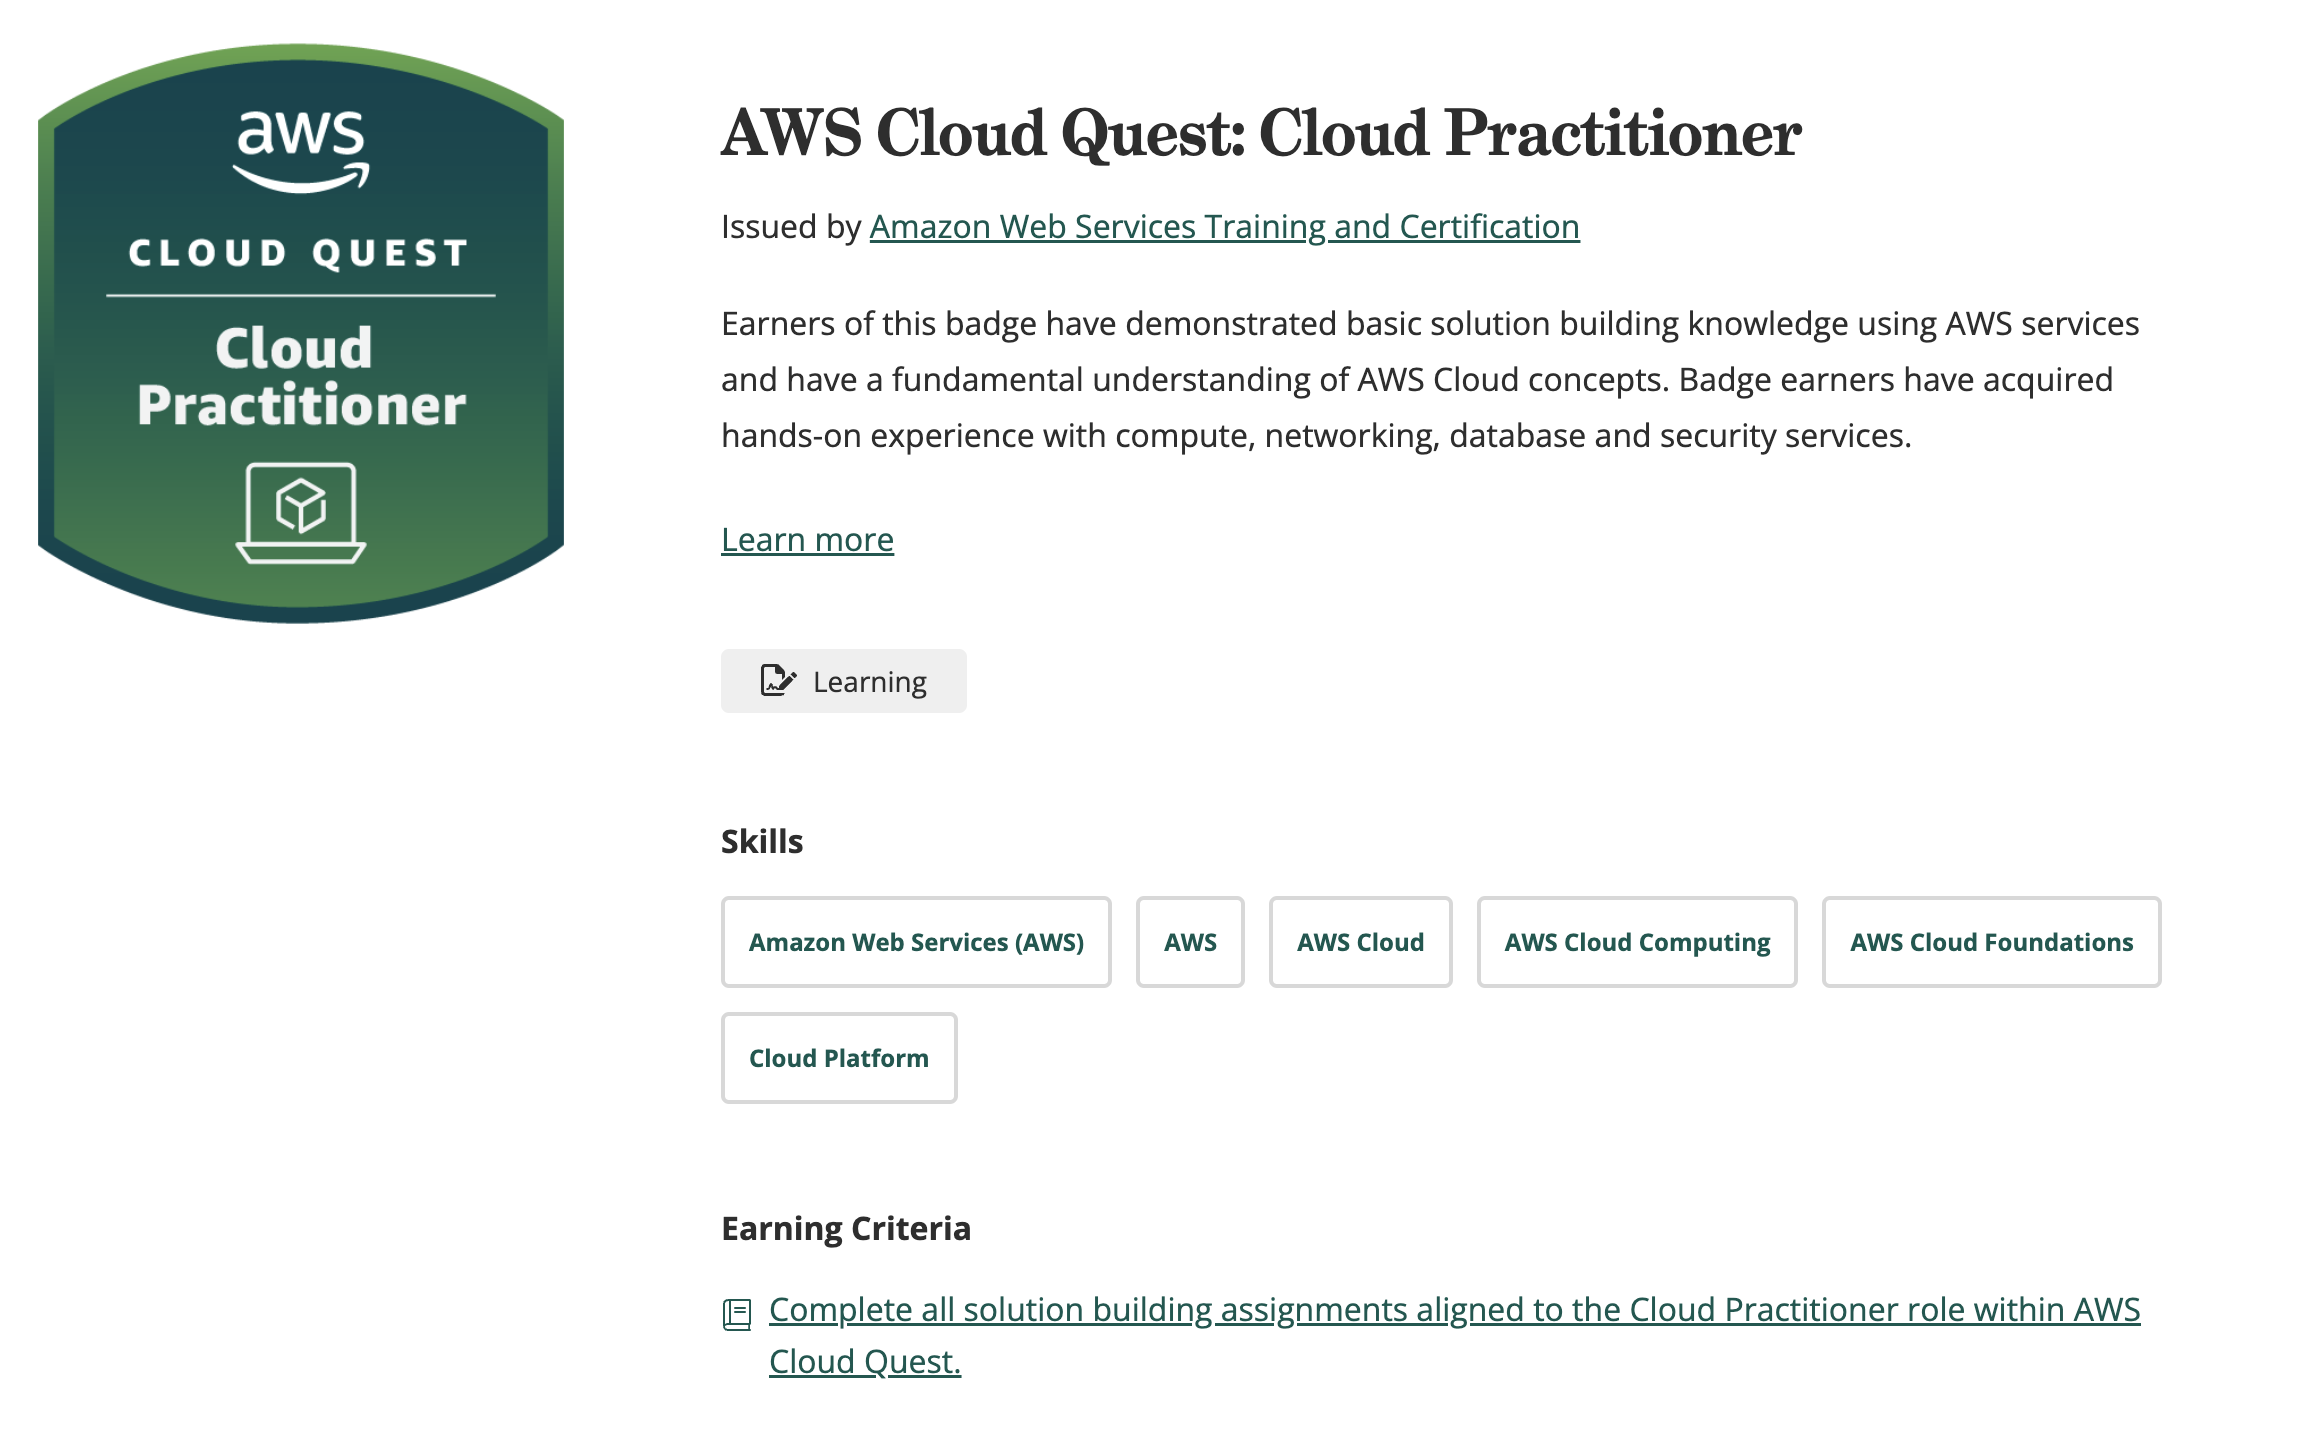 aws
CLOUD QUEST
Cloud
Practitioner
AWS Cloud Quest: Cloud Practitioner
Issued by Amazon Web Services Training and Certification
Earners of this badge have demonstrated basic solution building knowledge using AWS services
and have a fundamental understanding of AWS Cloud concepts. Badge earners have acquired
hands-on experience with compute, networking, database and security services.
Learn more
Learning
Skills
Amazon Web Services (AWS)
AWS
AWS Cloud
AWS Cloud Computing
AWS Cloud Foundations
Cloud Platform
Earning Criteria
Complete all solution building assignments aligned to the Cloud Practitioner role within AWS
Cloud Quest.